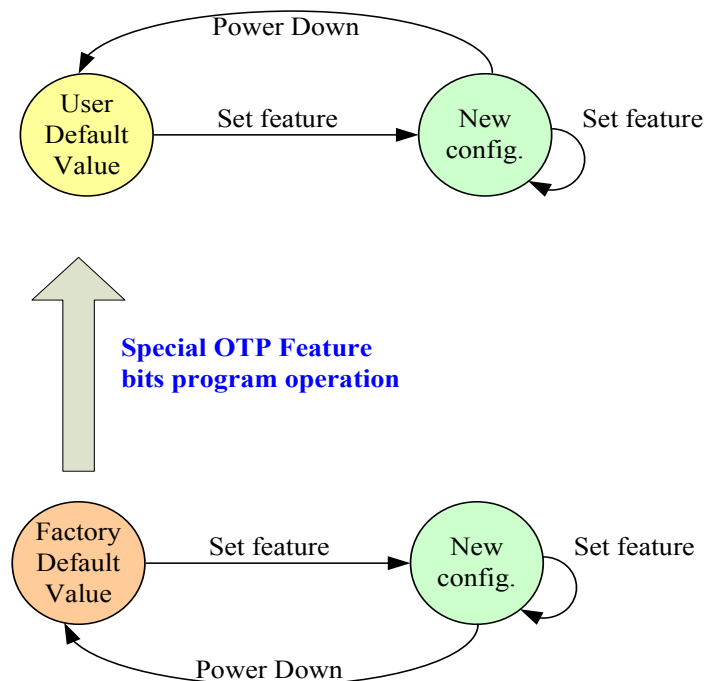 Power Down
User
Default
Value
Set feature
New
config.
Set feature
Special OTP Feature
bits program operation
Factory
Default
Value
Set feature
New
config.
Set feature
Power Down